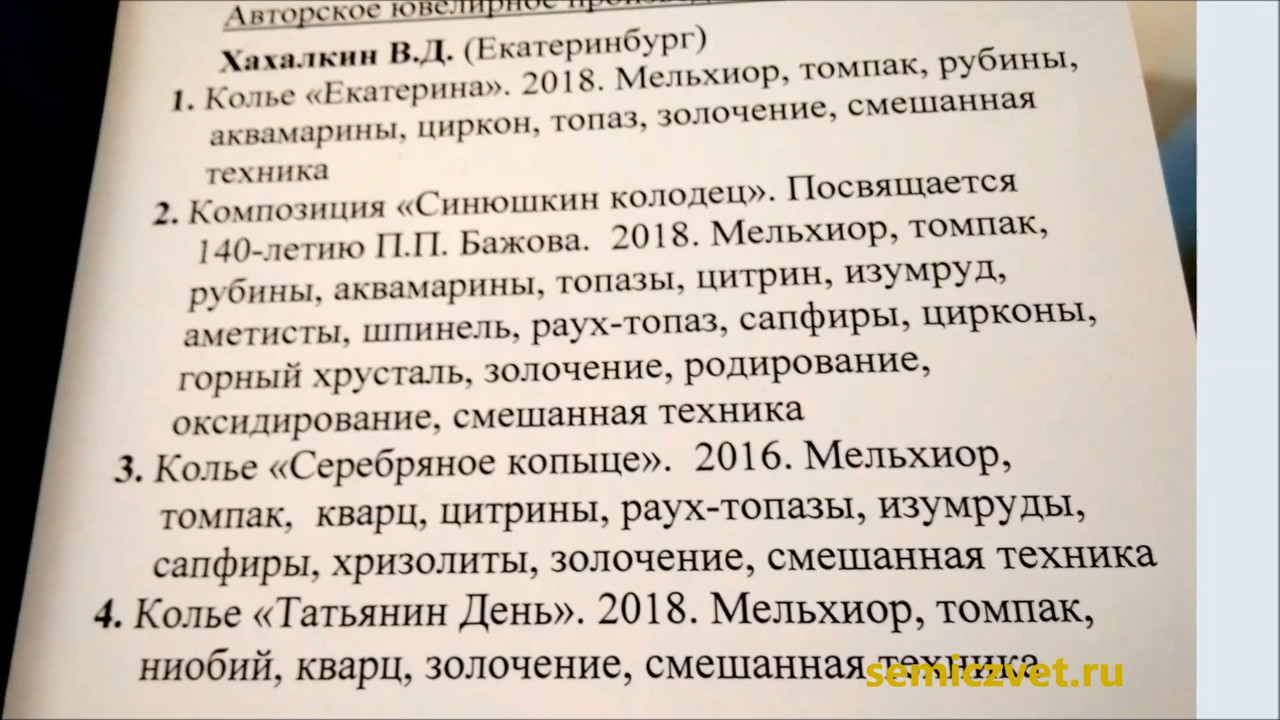 Авторское ювелирное
Хахалкин В.Д. (Екатеринбург)
1. Колье «Екатерина». 2018. Мельхиор, томпак, рубины,
аквамарины, циркон, топаз, золочение, смешанная
техника
2. Композиция «Синюшкин колодец». Посвящается
140-летию П.П. Бажова. 2018. Мельхиор, томпак,
рубины, аквамарины, топазы, цитрин, изумруд,
аметисты, шпинель, раух-топаз, сапфиры, цирконы,
горный хрусталь, золочение, родирование,
оксидирование, смешанная техника
3. Колье «Серебряное копыце». 2016. Мельхиор,
томпак, кварц, цитрины, раух-топазы, изумруды,
сапфиры, хризолиты, золочение, смешанная техника
4. Колье «Татьянин День». 2018. Мельхиор, томпак,
ниобий, кварц, золочение, смешанная техника
semiczvet.ru